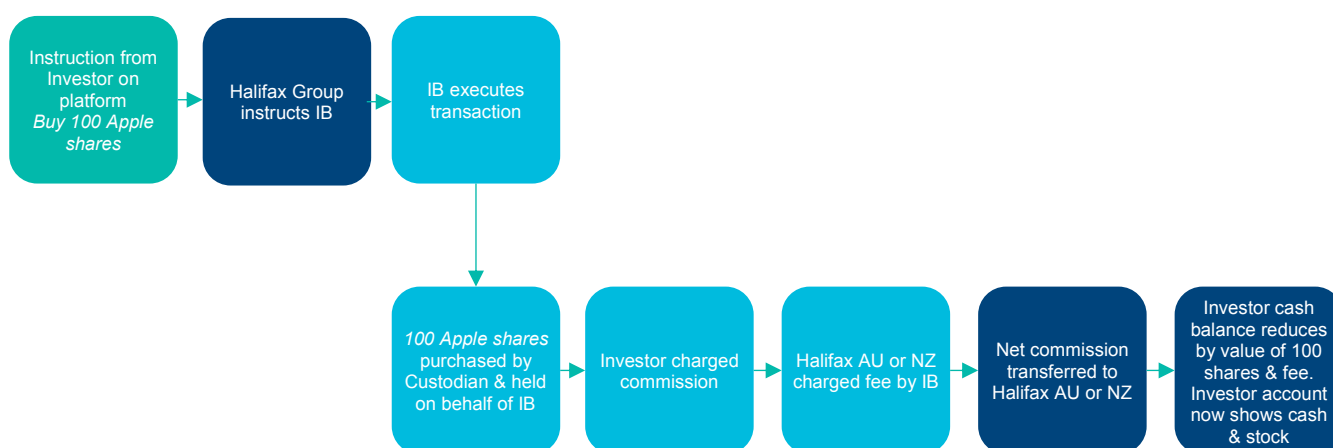 Instruction from
Investor on
platform
Buy 100 Apple
shares
Halifax Group
instructs IB
IB executes
transaction
100 Apple shares
purchased by
Custodian & held
on behalf of IB
Investor charged
commission
Halifax AU or NZ
charged fee by IB
Net commission
transferred to
Halifax AU or NZ
Investor cash
balance reduces
by value of 100
shares & fee.
Investor account
now shows cash
& stock